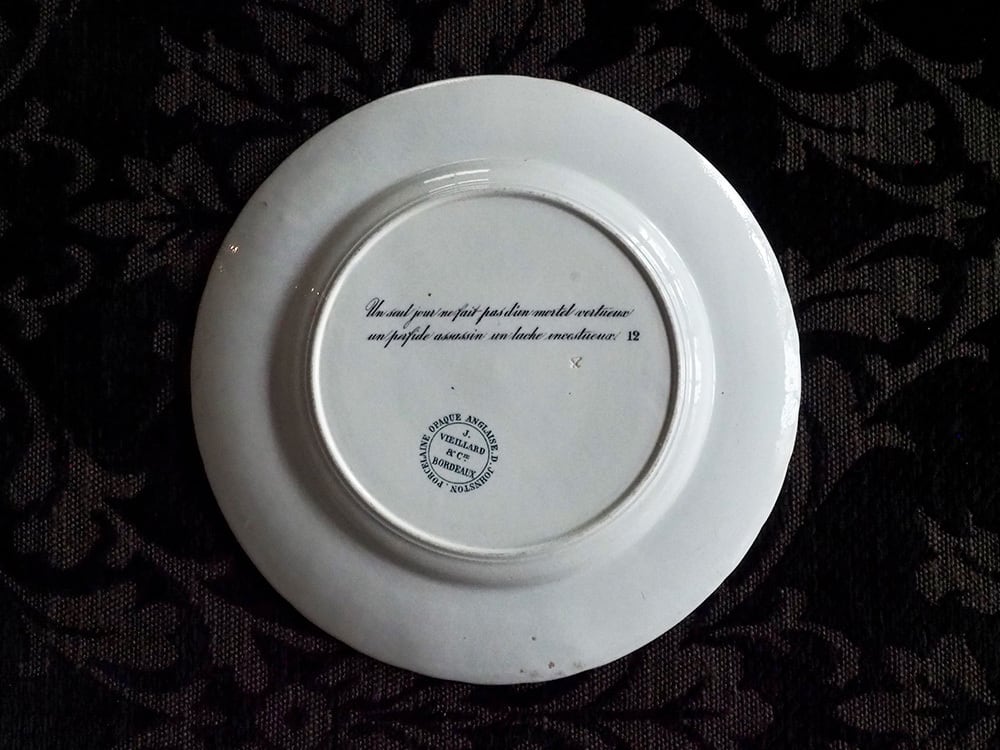 Un seul jour ne fait pas d'un mortel vertueux
un perfide assassin un lache incestueux. 12
PORCELAINE OPAQUE ANGLAISE. D. JOHNSTON.
J.
VIEILLARD
& Cie
BORDEAUX